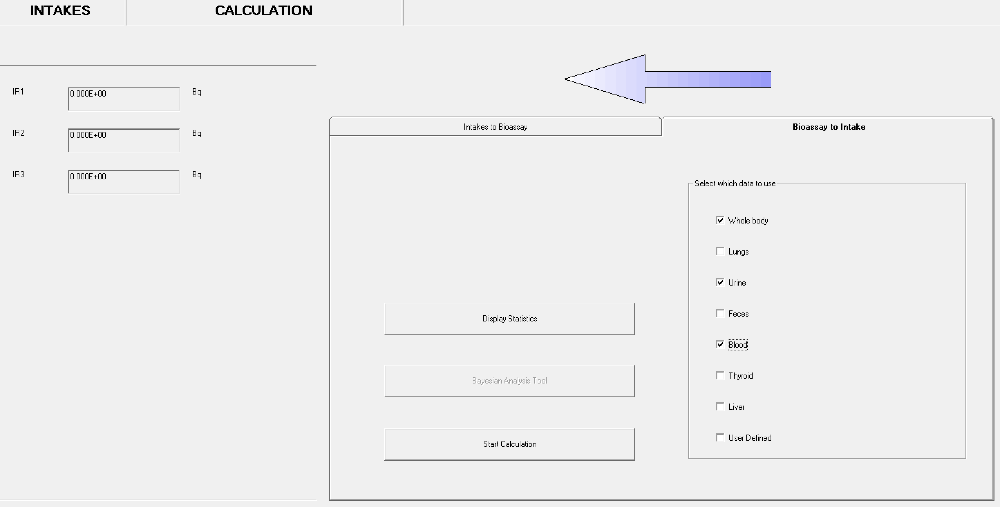 INTAKES
CALCULATION
IR1
0.000E+00
Bq
IR2
0.000E+00
Bq
IR3
0.000E+00
Bq
Intakes to Bioassay
Bioassay to Intake
Display Statistics
Bayesian Analysis Tool
Start Calculation
Select which data to use
Whole body
Lungs
Urine
Feces
Blood
Thyroid
Liver
User Defined